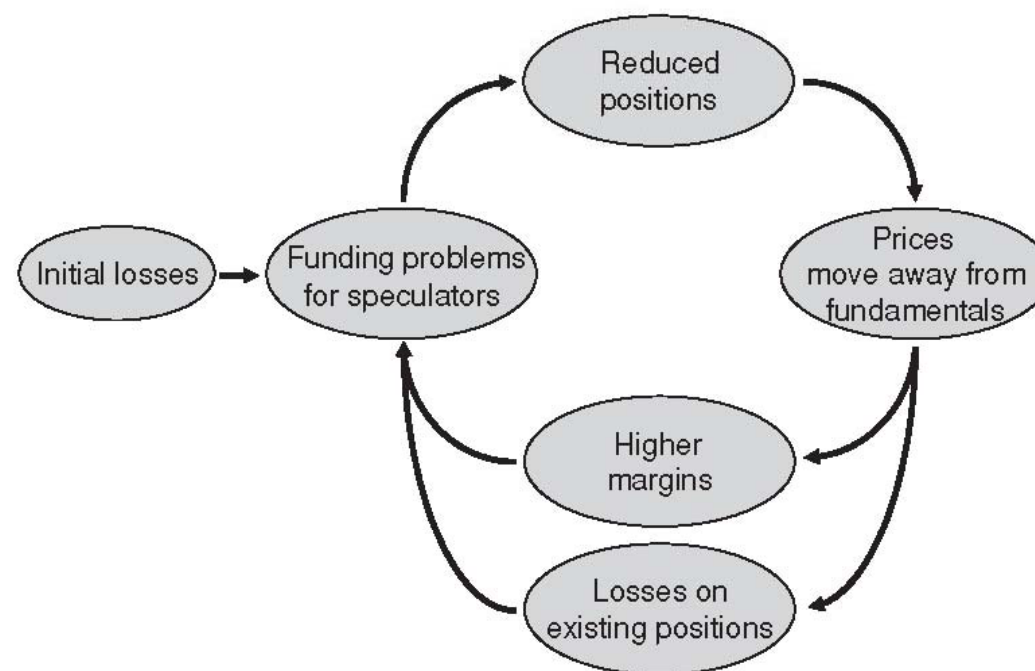 Reduced
positions
Initial losses
Funding problems
for speculators
Prices
move away from
fundamentals
Higher
margins
Losses on
existing positions